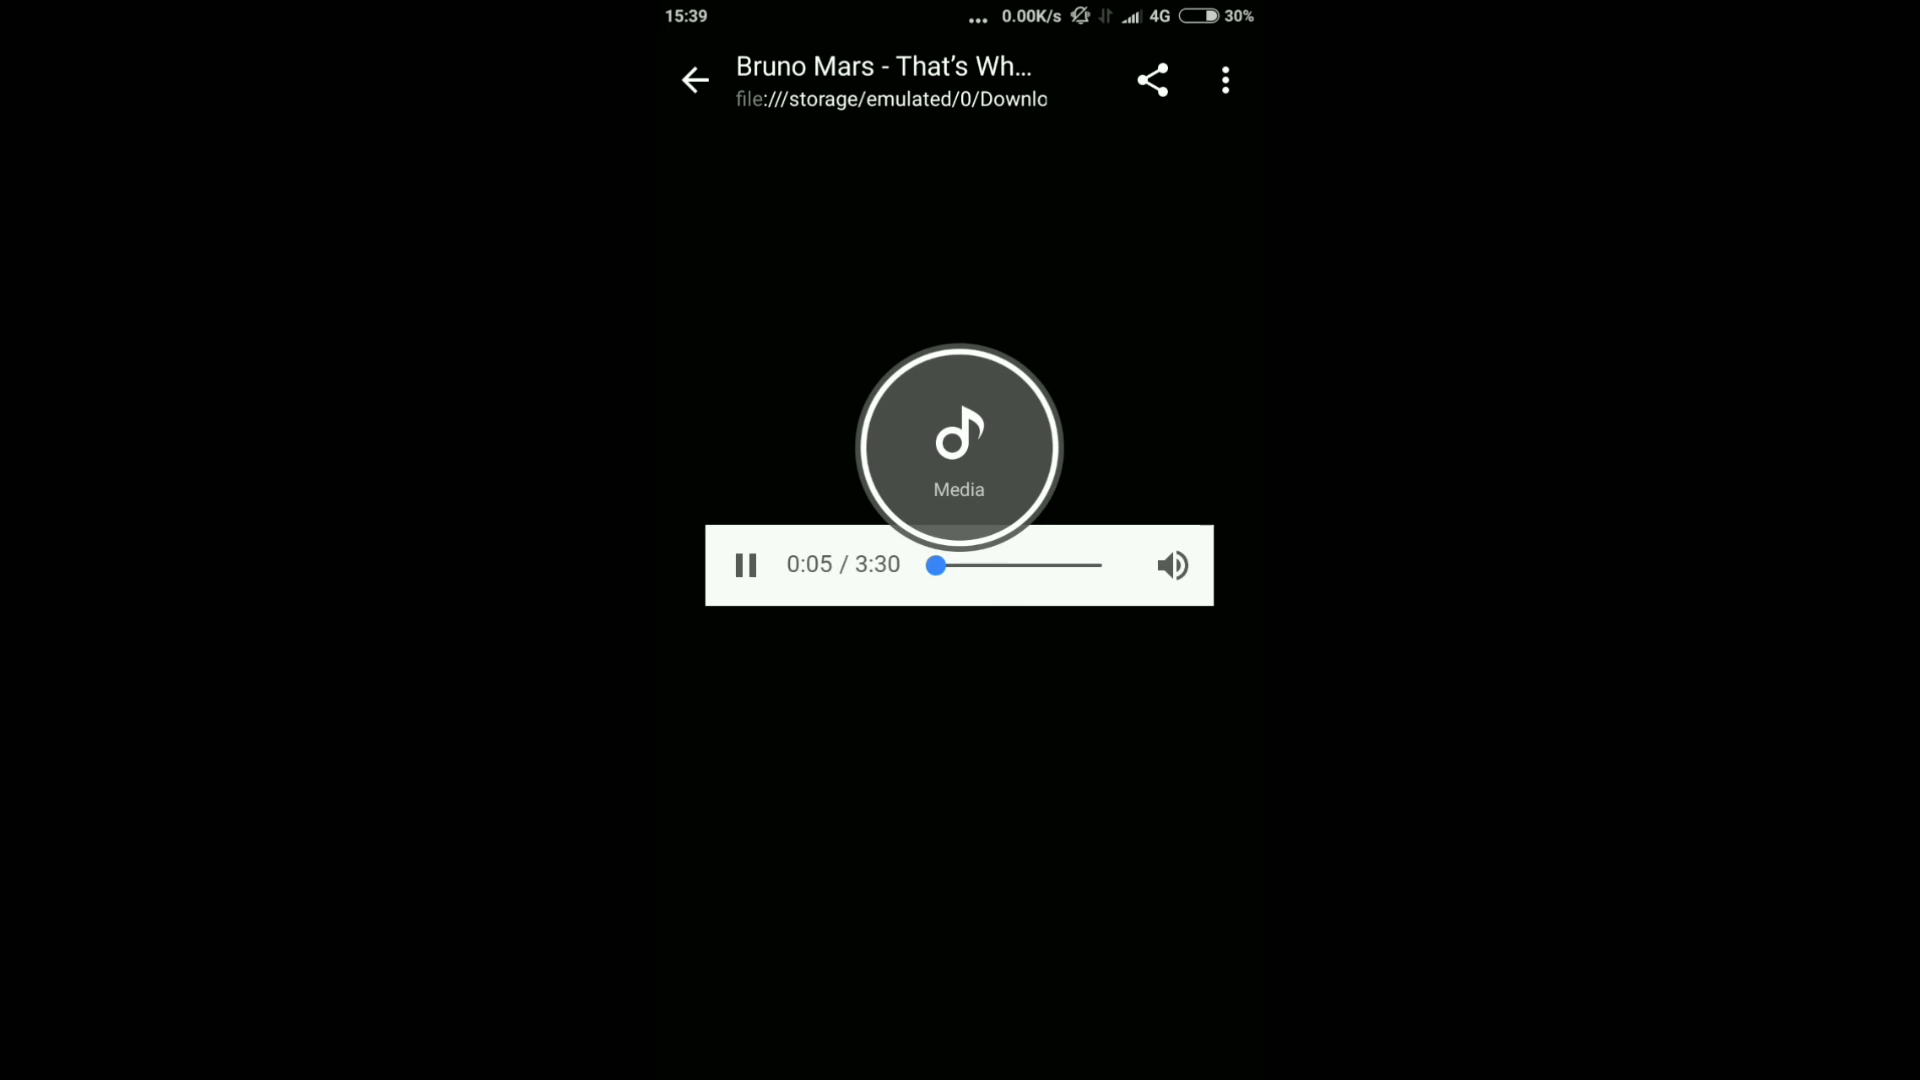 15:39 ... 0.00K/s 4G 30%
Bruno Mars - That’s Wh...
file:///storage/emulated/0/Downlo
Media
0:05 / 3:30